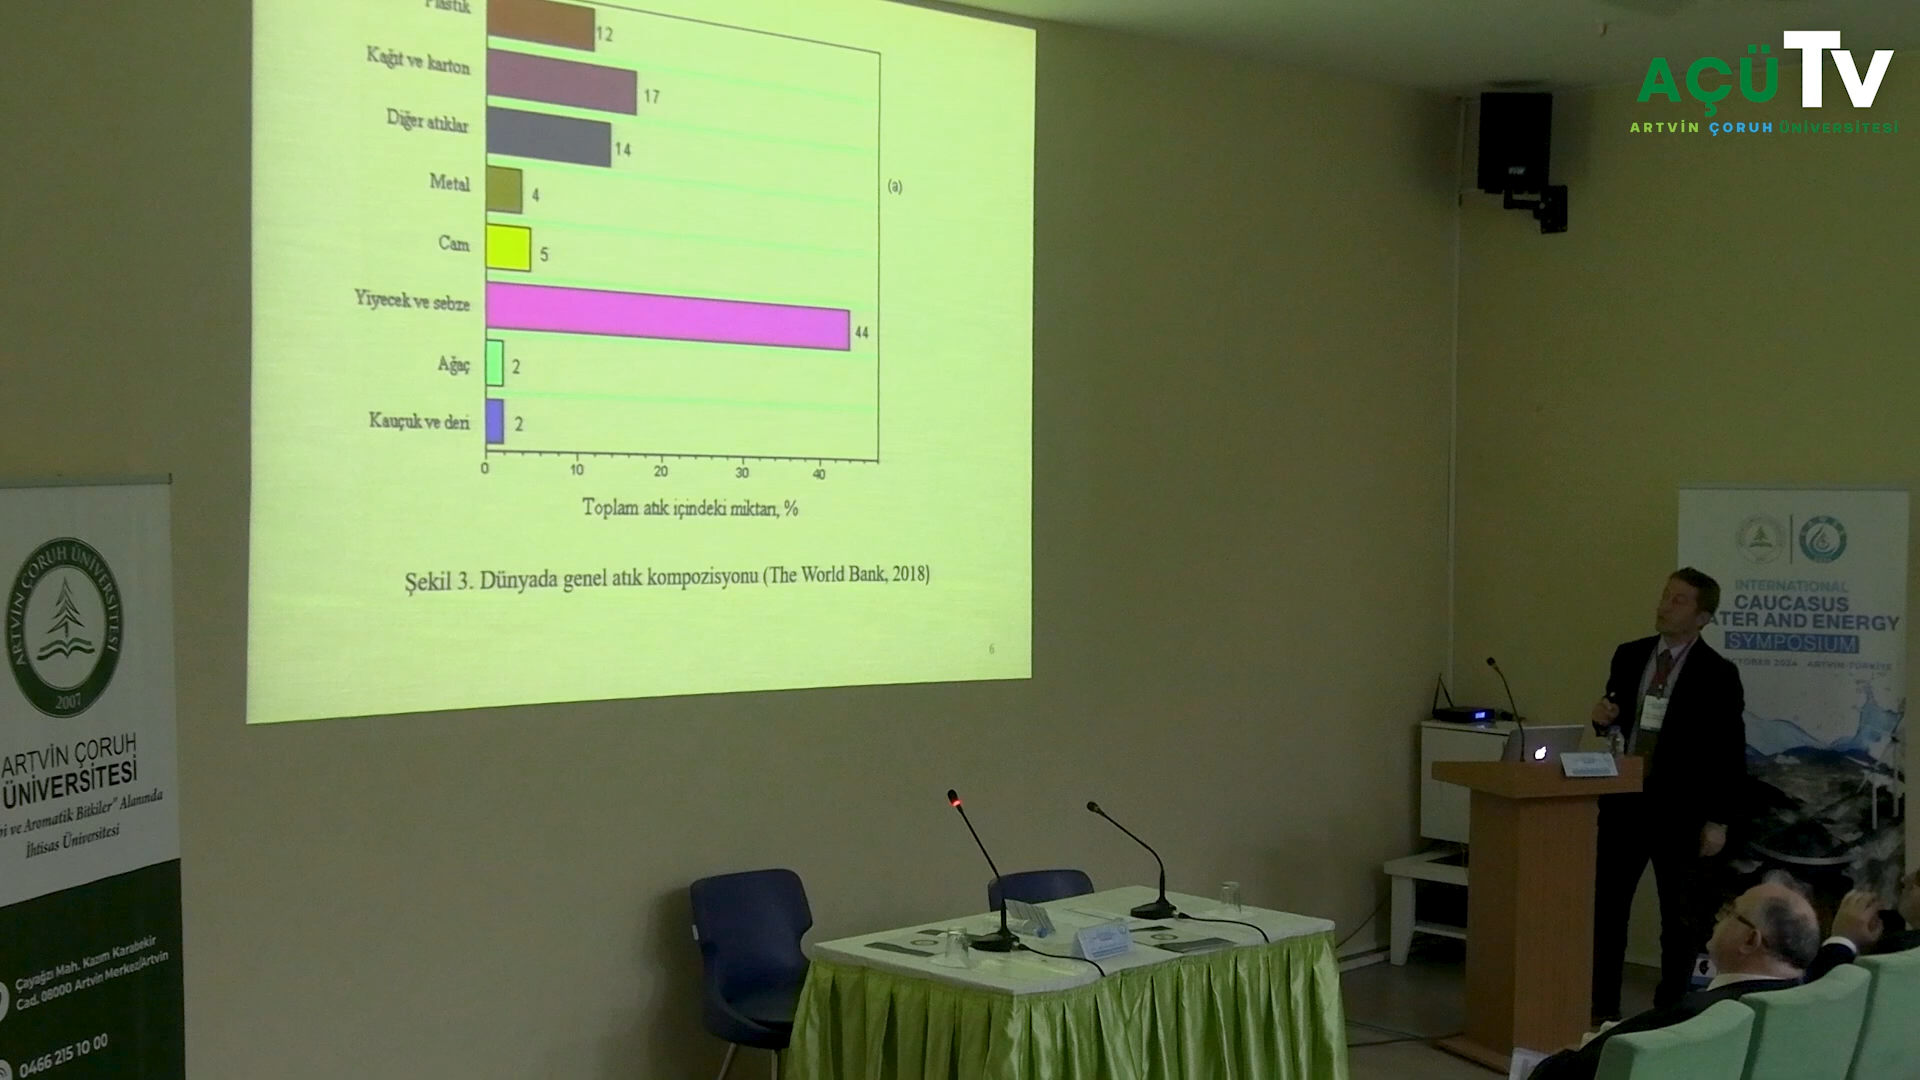 Plastik
12
Kağıt ve karton
17
Diğer atıklar
14
Metal
4
(a)
Cam
5
Yiyecek ve sebze
44
Ağaç
2
Kauçuk ve deri
2
0 10 20 30 40
Toplam atık içindeki miktarı, %
Şekil 3. Dünyada genel atık kompozisyonu (The World Bank, 2018)
6
AÇÜ TV
ARTVİN ÇORUH ÜNİVERSİTESİ
ARTVİN ÇORUH ÜNİVERSİTESİ
2007
ARTVİN ÇORUH
ÜNİVERSİTESİ
ve Aromatik Bitkiler" Alanında
İhtisas Üniversitesi
Çayağzı Mah. Kazım Karabekir
Cad. 08000 Artvin Merkez/Artvin
0466 215 10 00
INTERNATIONAL
CAUCASUS
ATER AND ENERGY
SYMPOSIUM
CTOBER 2024 ARTVİN-TÜRKİYE